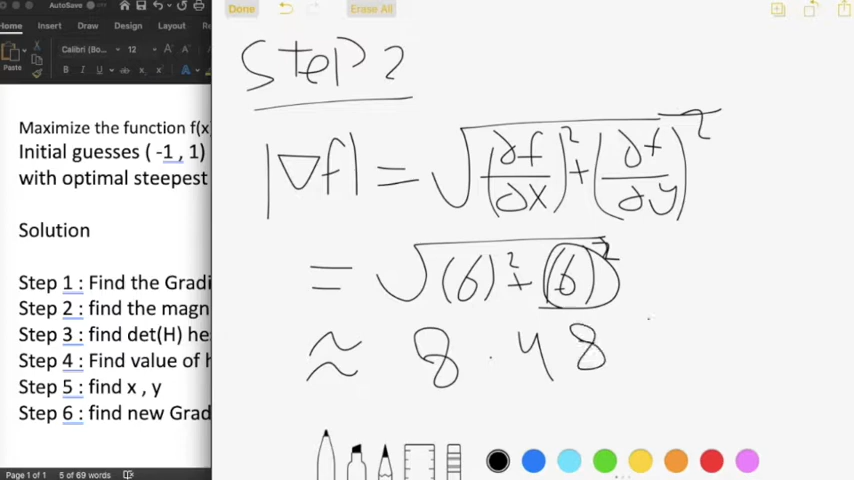 AutoSave
Home Insert Draw Design Layout
Calibri (Bo... 12
Paste
B I U
Maximize the function f(x
Initial guesses ( -1 , 1)
with optimal steepest
Solution
Step 1 : Find the Gradi
Step 2 : find the magn
Step 3 : find det(H) he
Step 4 : Find value of h
Step 5 : find x , y
Step 6 : find new Grad
Page 1 of 1 5 of 69 words
Done Erase All
Step 2
|∇f| = √(∂f/∂x)² + (∂f/∂y)²
= √(6)² + (6)²
≈ 8.48